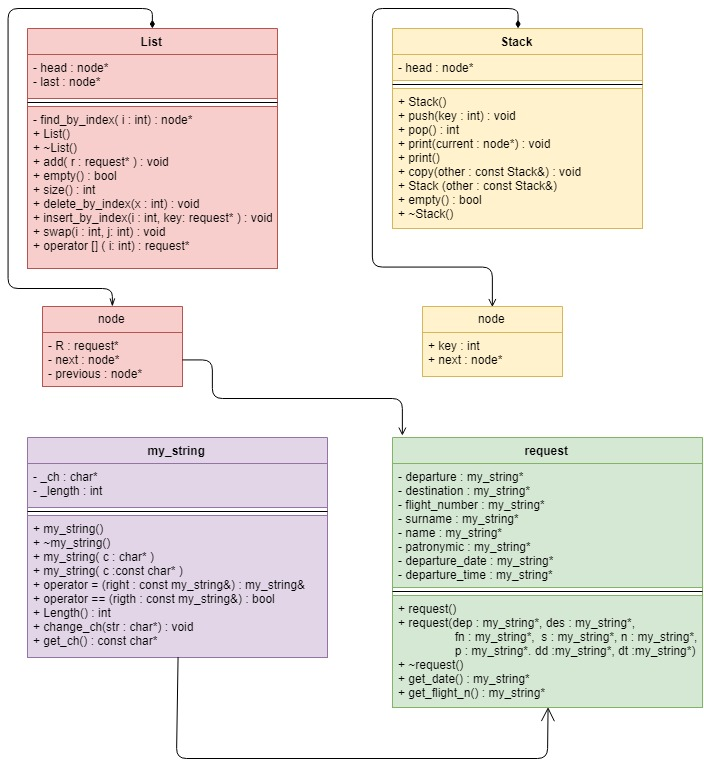 List
- head : node*
- last : node*
- find_by_index( i : int) : node*
+ List()
+ ~List()
+ add( r : request* ) : void
+ empty() : bool
+ size() : int
+ delete_by_index(x : int) : void
+ insert_by_index(i : int, key: request* ) : void
+ swap(i : int, j: int) : void
+ operator [] ( i: int) : request*
Stack
- head : node*
+ Stack()
+ push(key : int) : void
+ pop() : int
+ print(current : node*) : void
+ print()
+ copy(other : const Stack&) : void
+ Stack (other : const Stack&)
+ empty() : bool
+ ~Stack()
node
- R : request*
- next : node*
- previous : node*
node
+ key : int
+ next : node*
my_string
- _ch : char*
- _length : int
+ my_string()
+ ~my_string()
+ my_string( c : char* )
+ my_string( c :const char* )
+ operator = (right : const my_string&) : my_string&
+ operator == (rigth : const my_string&) : bool
+ Length() : int
+ change_ch(str : char*) : void
+ get_ch() : const char*
request
- departure : my_string*
- destination : my_string*
- flight_number : my_string*
- surname : my_string*
- name : my_string*
- patronymic : my_string*
- departure_date : my_string*
- departure_time : my_string*
+ request()
+ request(dep : my_string*, des : my_string*,
fn : my_string*, s : my_string*, n : my_string*,
p : my_string*. dd :my_string*, dt :my_string*)
+ ~request()
+ get_date() : my_string*
+ get_flight_n() : my_string*